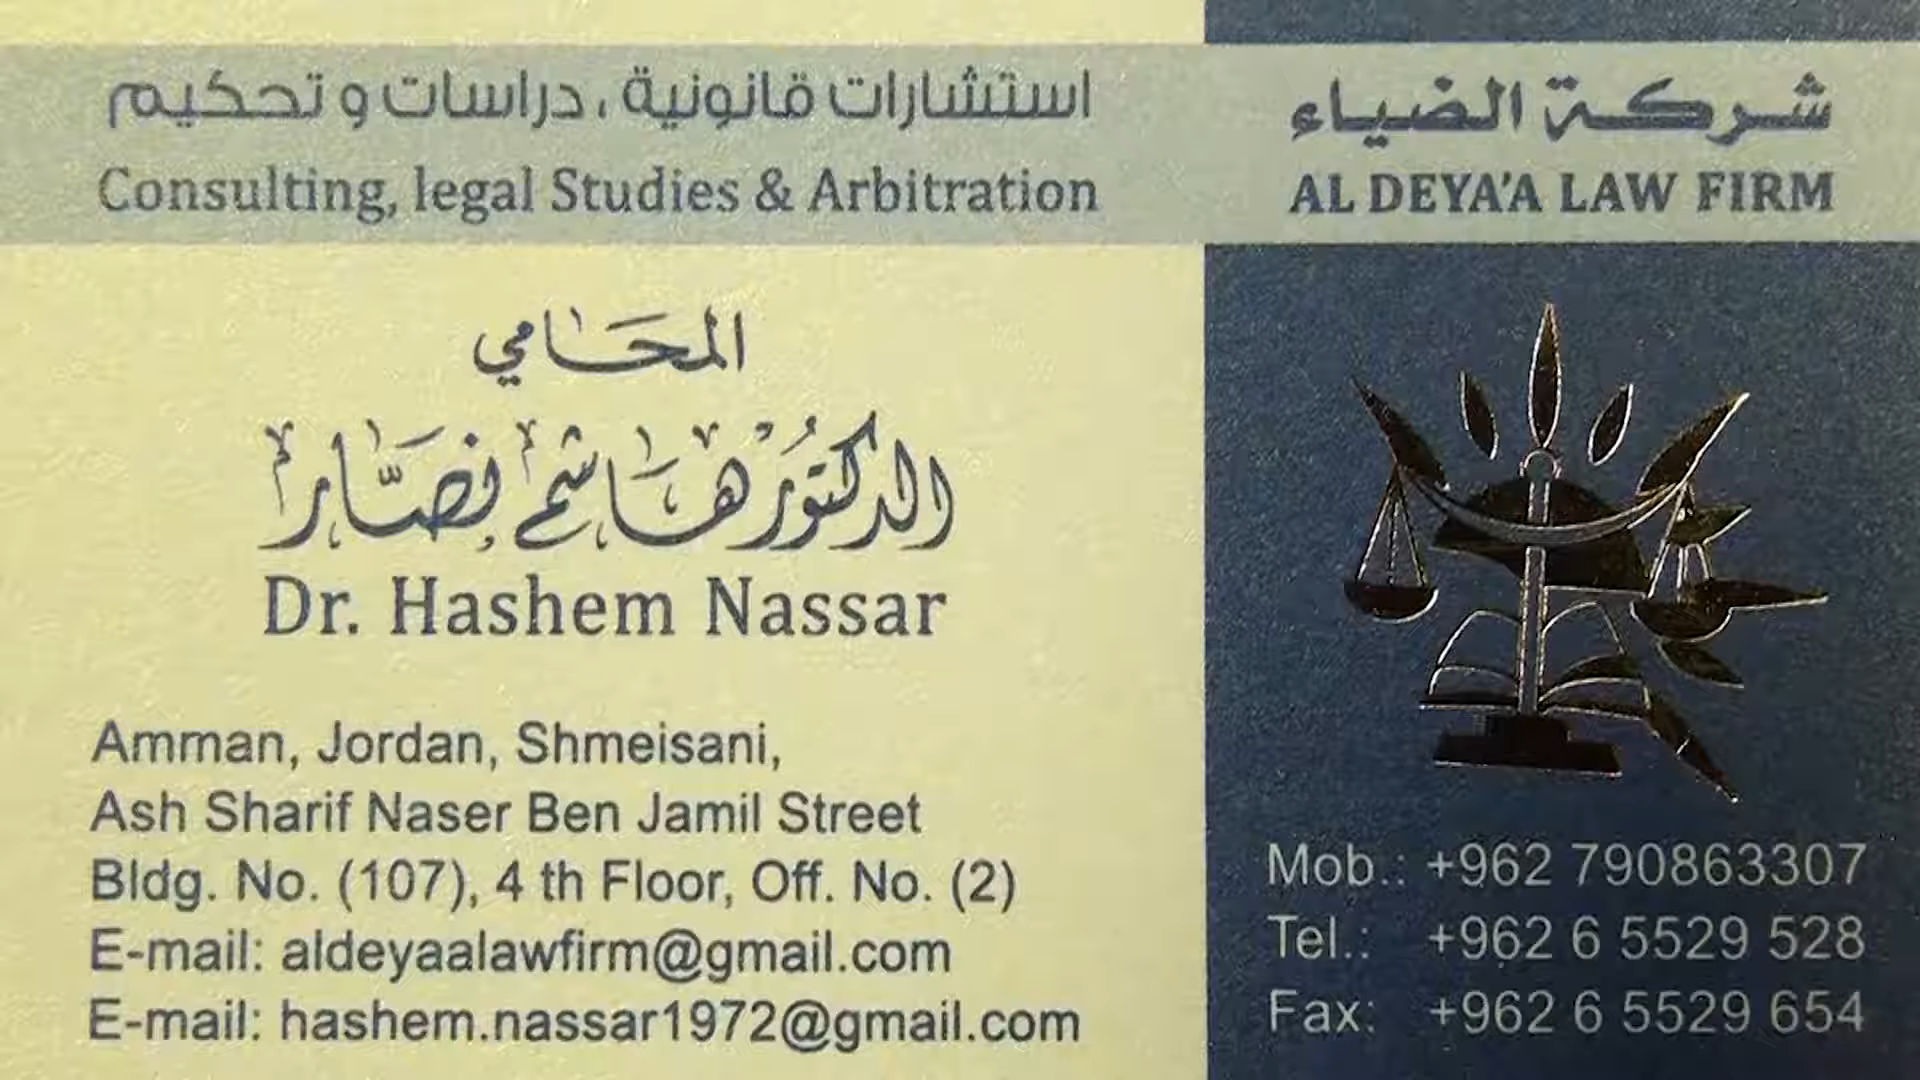 استشارات قانونية، دراسات و تحكيم
Consulting, legal Studies & Arbitration
شركة الضياء
AL DEYA'A LAW FIRM
المحامي
الدكتور هاشم نصار
Dr. Hashem Nassar
Amman, Jordan, Shmeisani,
Ash Sharif Naser Ben Jamil Street
Bldg. No. (107), 4 th Floor, Off. No. (2)
E-mail: aldeyaalawfirm@gmail.com
E-mail: hashem.nassar1972@gmail.com
Mob.: +962 790863307
Tel.: +962 6 5529 528
Fax: +962 6 5529 654